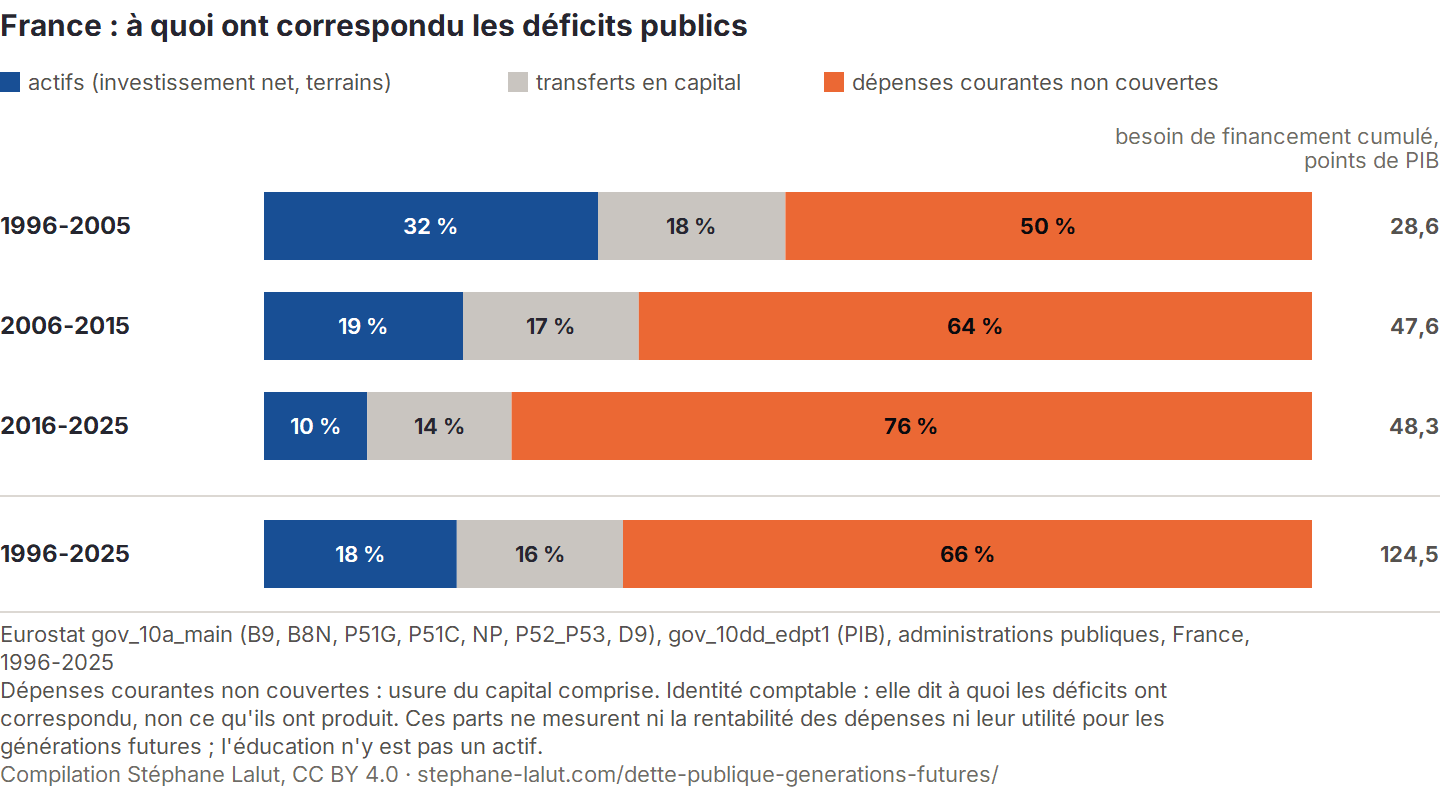 France : à quoi ont correspondu les déficits publics
actifs (investissement net, terrains)
transferts en capital
dépenses courantes non couvertes
besoin de financement cumulé,
points de PIB
1996-2005 32 % 18 % 50 % 28,6
2006-2015 19 % 17 % 64 % 47,6
2016-2025 10 % 14 % 76 % 48,3
1996-2025 18 % 16 % 66 % 124,5
Eurostat gov_10a_main (B9, B8N, P51G, P51C, NP, P52_P53, D9), gov_10dd_edpt1 (PIB), administrations publiques, France,
1996-2025
Dépenses courantes non couvertes : usure du capital comprise. Identité comptable : elle dit à quoi les déficits ont
correspondu, non ce qu'ils ont produit. Ces parts ne mesurent ni la rentabilité des dépenses ni leur utilité pour les
générations futures ; l'éducation n'y est pas un actif.
Compilation Stéphane Lalut, CC BY 4.0 · stephane-lalut.com/dette-publique-generations-futures/